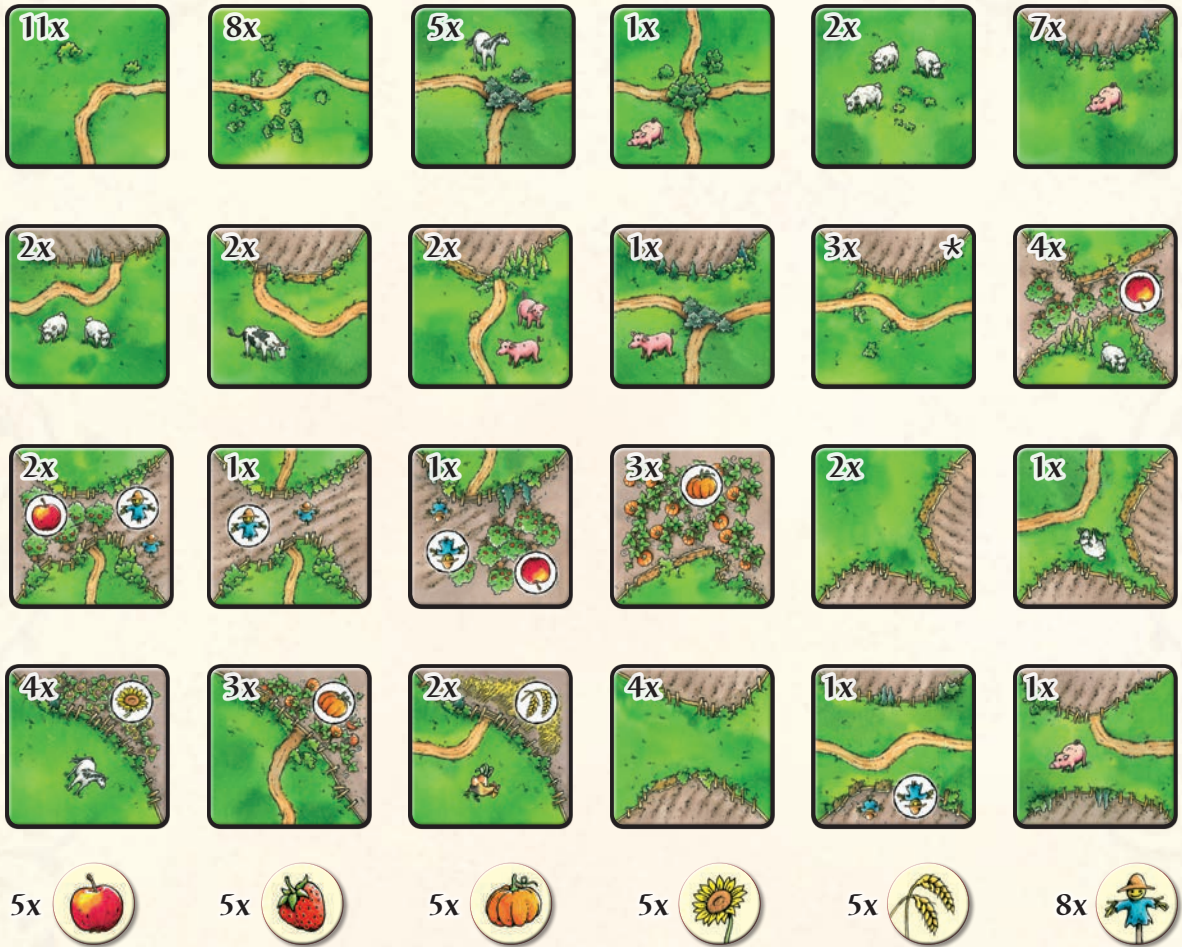 11x 8x 5x 1x 2x 7x
2x 2x 2x 1x 3x * 4x
2x 1x 1x 3x 2x 1x
4x 3x 2x 4x 1x 1x
5x 5x 5x 5x 5x 8x